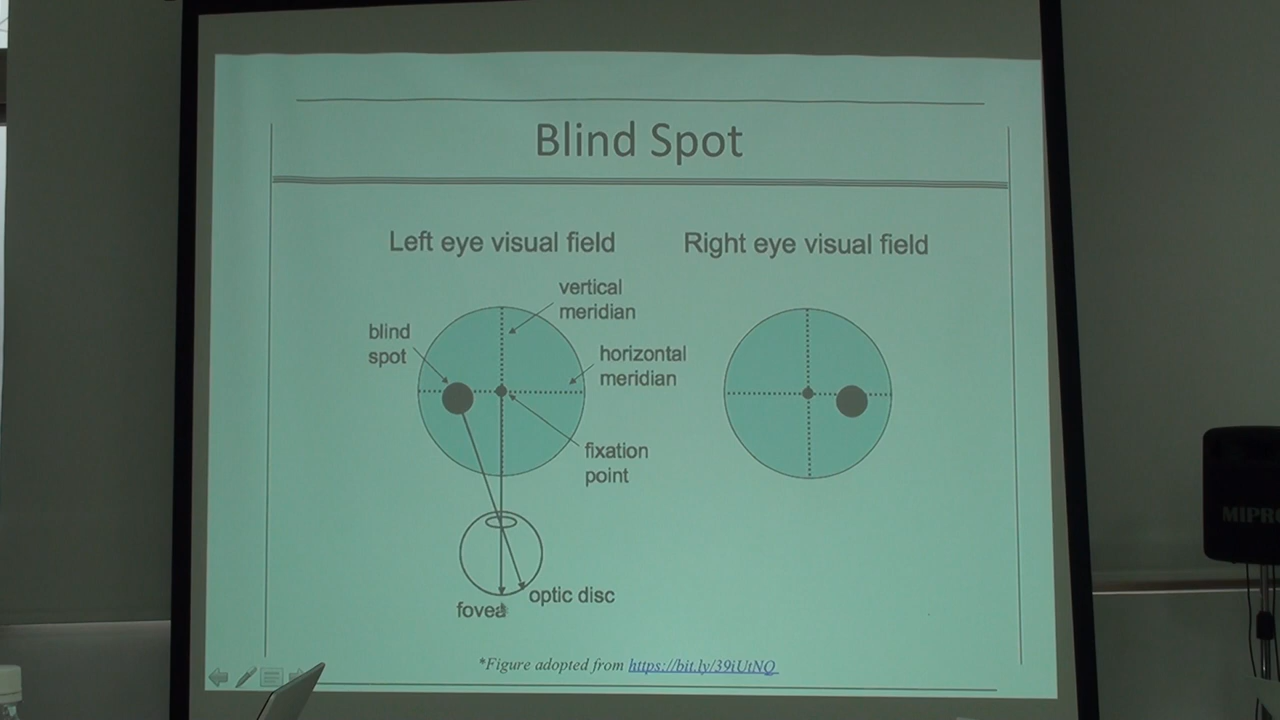 Blind Spot
Left eye visual field
Right eye visual field
vertical
meridian
blind
spot
horizontal
meridian
fixation
point
optic disc
fovea
*Figure adopted from https://bit.ly/39iUtNQ
MIPRO